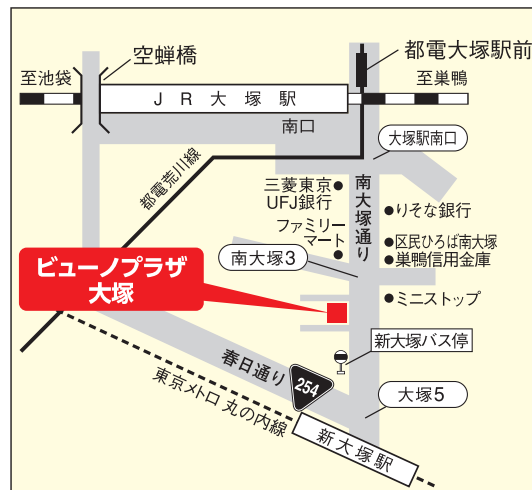 空蝉橋
都電大塚駅前
至池袋
至巣鴨
JR大塚駅
南口
大塚駅南口
都電荒川線
三菱東京
UFJ銀行
南大塚通り
りそな銀行
ファミリー
マート
区民ひろば南大塚
巣鴨信用金庫
南大塚3
ビューノプラザ
大塚
ミニストップ
新大塚バス停
春日通り
254
東京メトロ 丸の内線
大塚5
新大塚駅